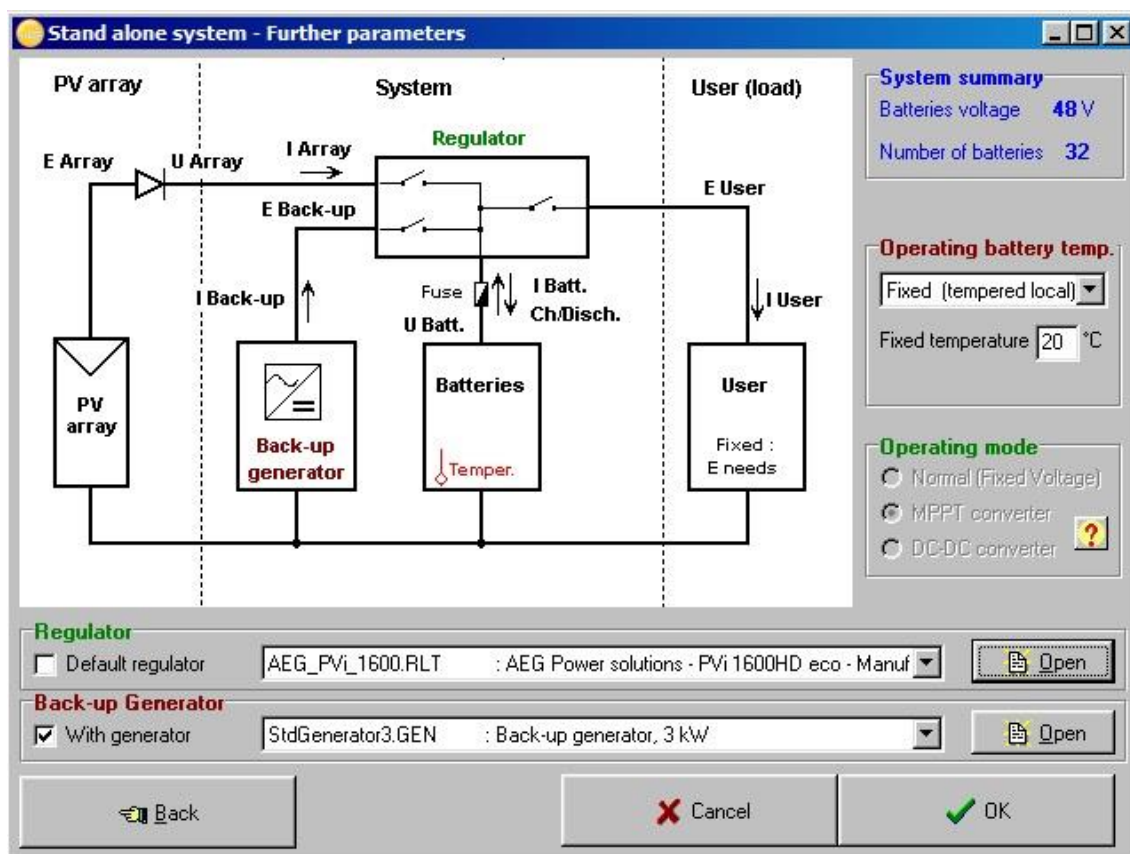 Stand alone system - Further parameters
PV array
System
User (load)
Regulator
E Array
U Array
I Array
E Back-up
E User
I Back-up
Fuse
I Batt.
Ch/Disch.
U Batt.
I User
PV
array
Back-up
generator
Batteries
Temper.
User
Fixed :
E needs
System summary
Batteries voltage 48 V
Number of batteries 32
Operating battery temp.
Fixed (tempered local)
Fixed temperature 20 °C
Operating mode
Normal (Fixed Voltage)
MPPT converter
DC-DC converter
?
Regulator
Default regulator
AEG_PVi_1600.RLT : AEG Power solutions - PVi 1600HD eco - Manuf
Open
Back-up Generator
With generator
StdGenerator3.GEN : Back-up generator, 3 kW
Open
Back
Cancel
OK